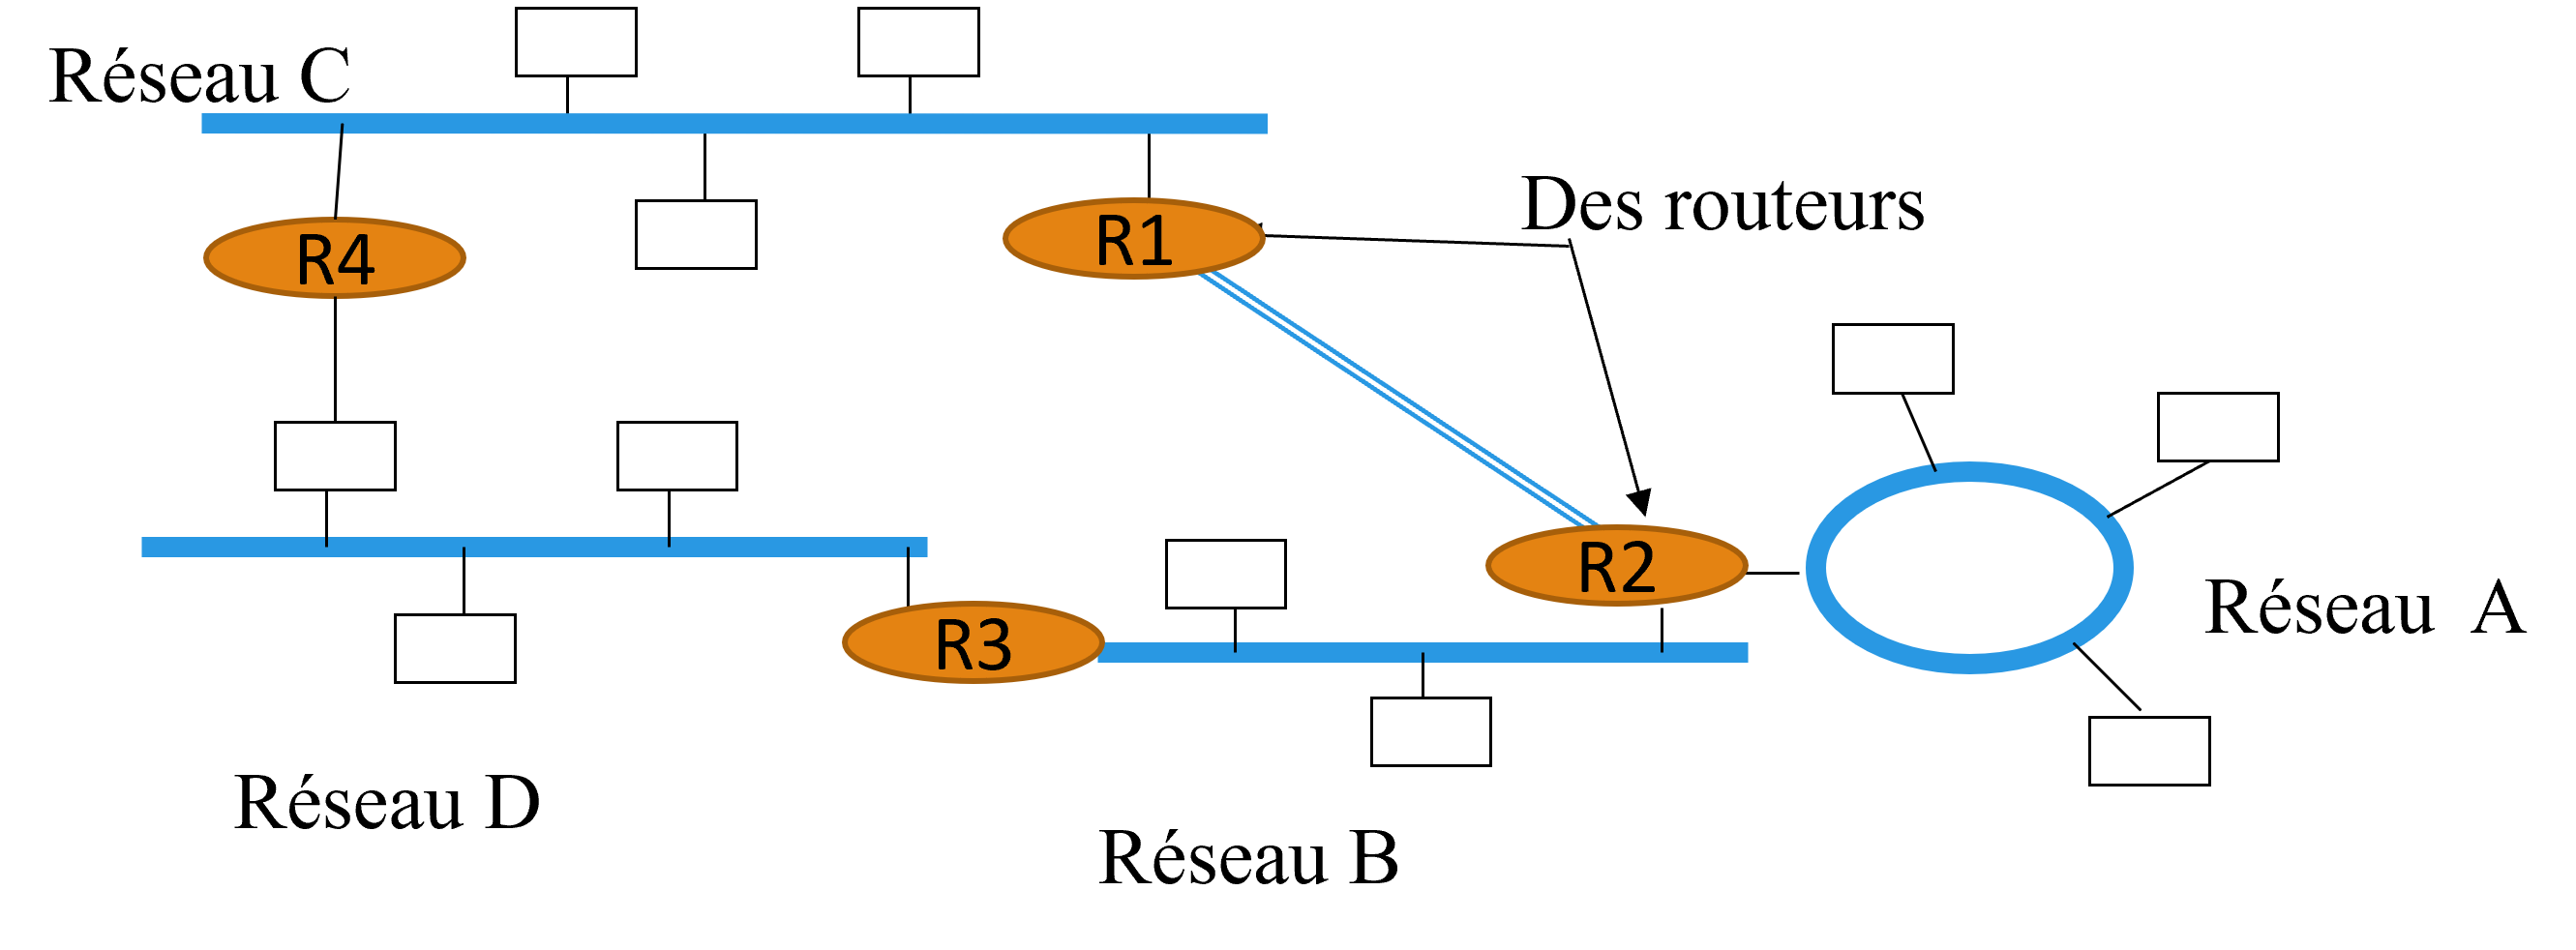 Réseau C
Des routeurs
R4
R1
R2
Réseau A
R3
Réseau D
Réseau B